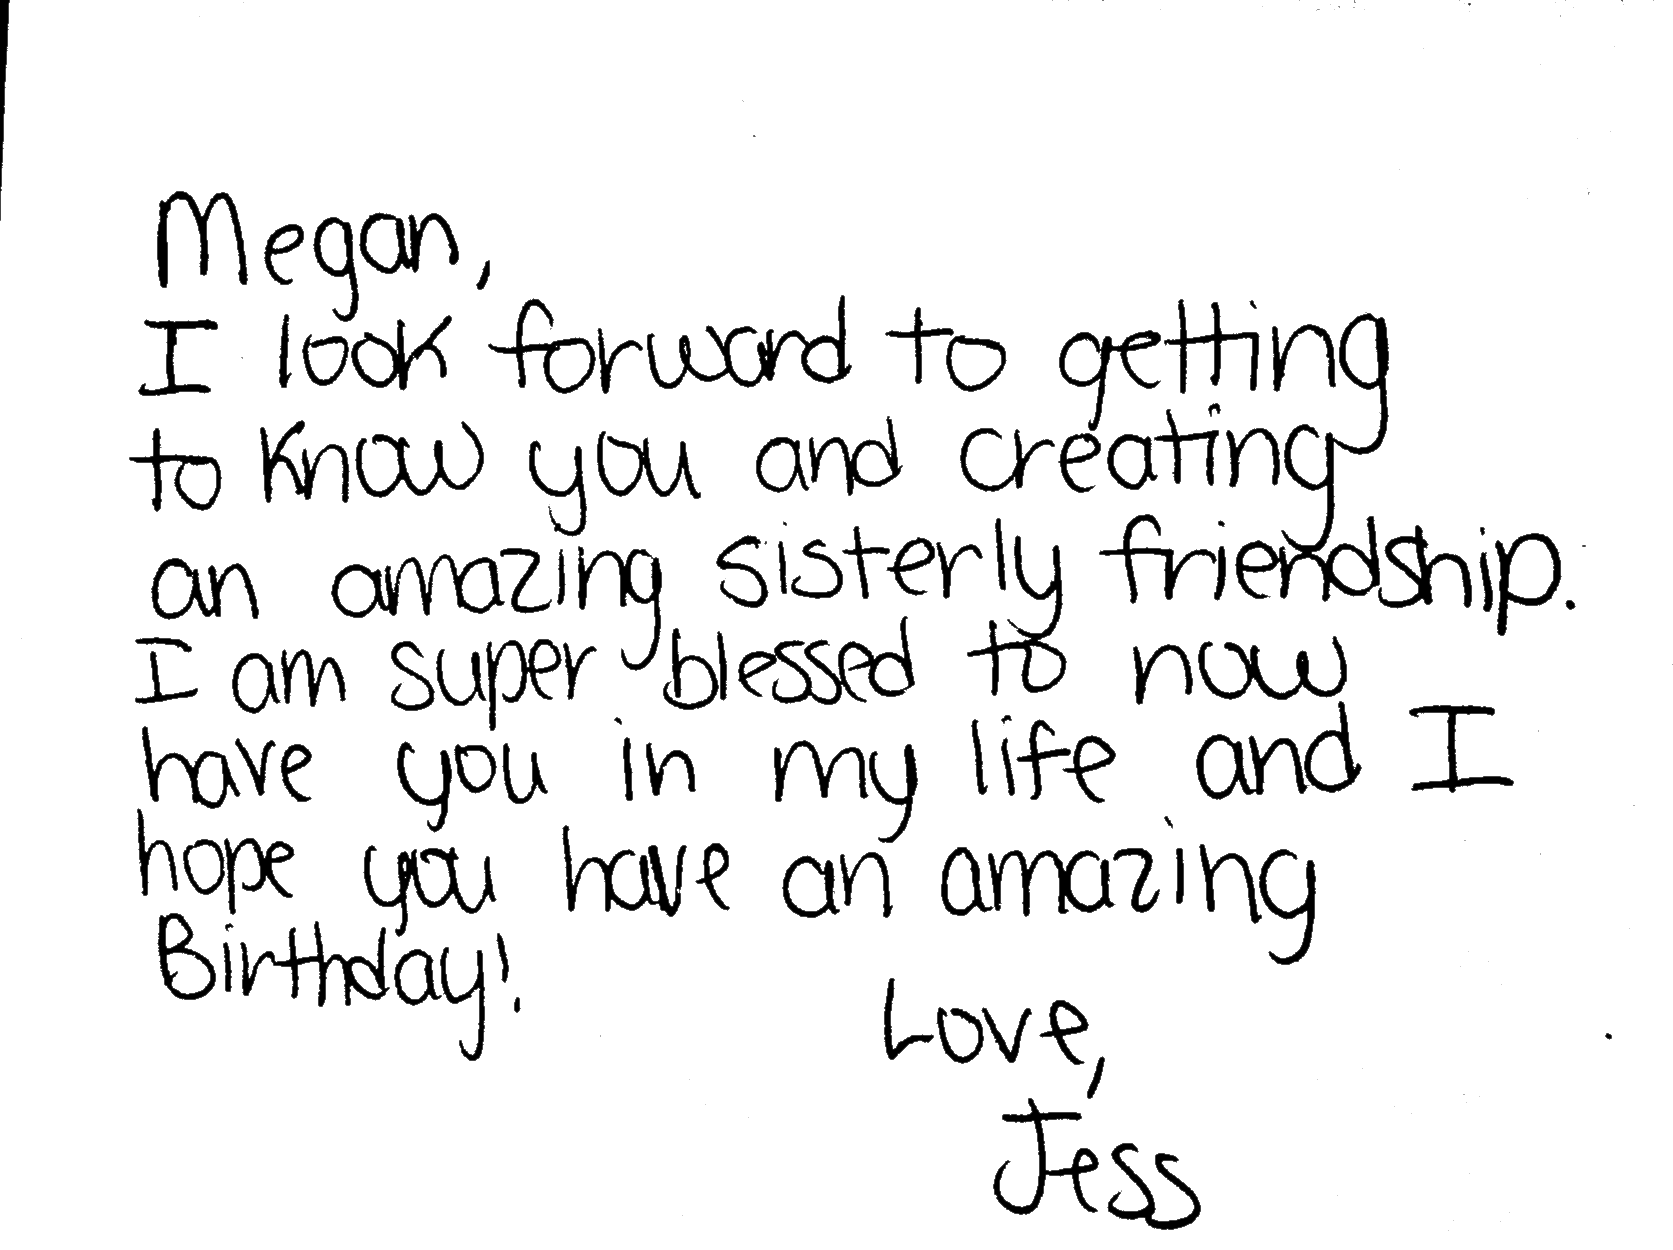 Megan,
I look forward to getting
to know you and creating
an amazing sisterly friendship.
I am super blessed to now
have you in my life and I
hope you have an amazing
Birthday!
Love,
Jess